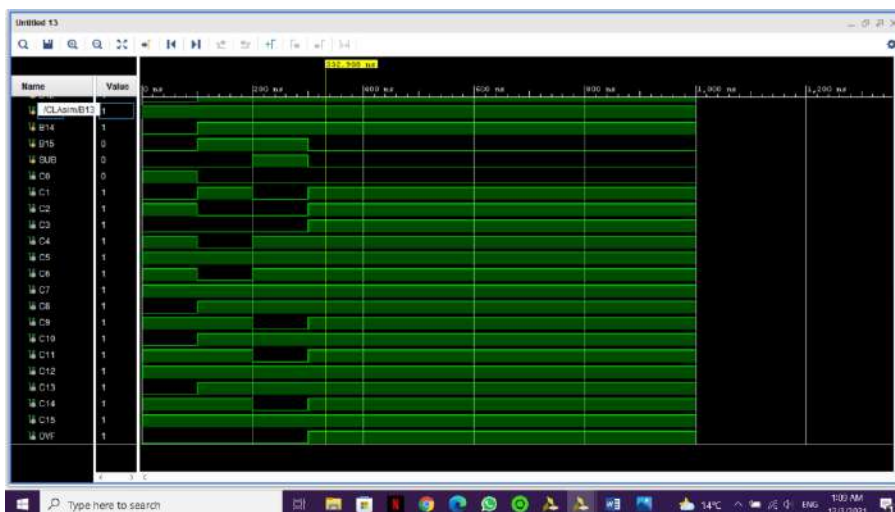 Untitled 13
332.908 ns
Name Value
0 ns 200 ns 400 ns 600 ns 800 ns 1,000 ns 1,200 ns
/CLAsim/B13 1
B14 1
B15 0
SUB 0
C0 0
C1 1
C2 1
C3 1
C4 1
C5 1
C6 1
C7 1
C8 1
C9 1
C10 1
C11 1
C12 1
C13 1
C14 1
C15 1
OVF 1
Type here to search
14°C
ENG
1:09 AM